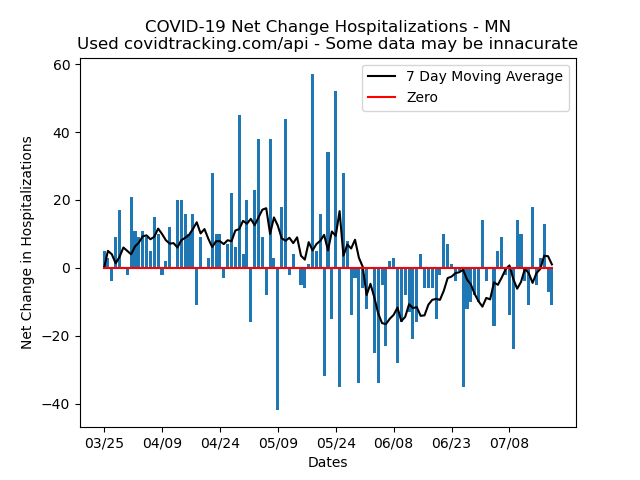 COVID-19 Net Change Hospitalizations - MN
Used covidtracking.com/api - Some data may be innacurate
7 Day Moving Average
Zero
Net Change in Hospitalizations
60
40
20
0
−20
−40
03/25 04/09 04/24 05/09 05/24 06/08 06/23 07/08
Dates